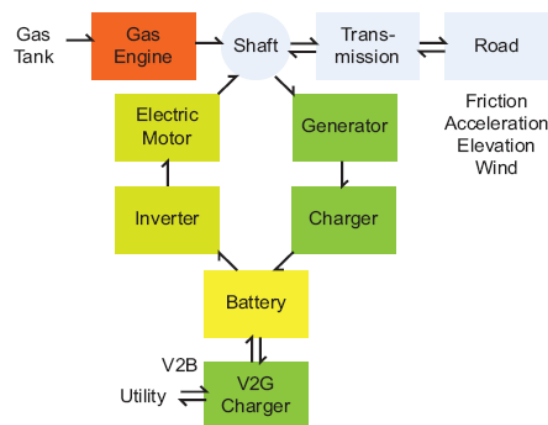 Gas
Tank
Gas
Engine
Shaft
Trans-
mission
Road
Friction
Acceleration
Elevation
Wind
Electric
Motor
Generator
Inverter
Charger
Battery
V2B
Utility
V2G
Charger